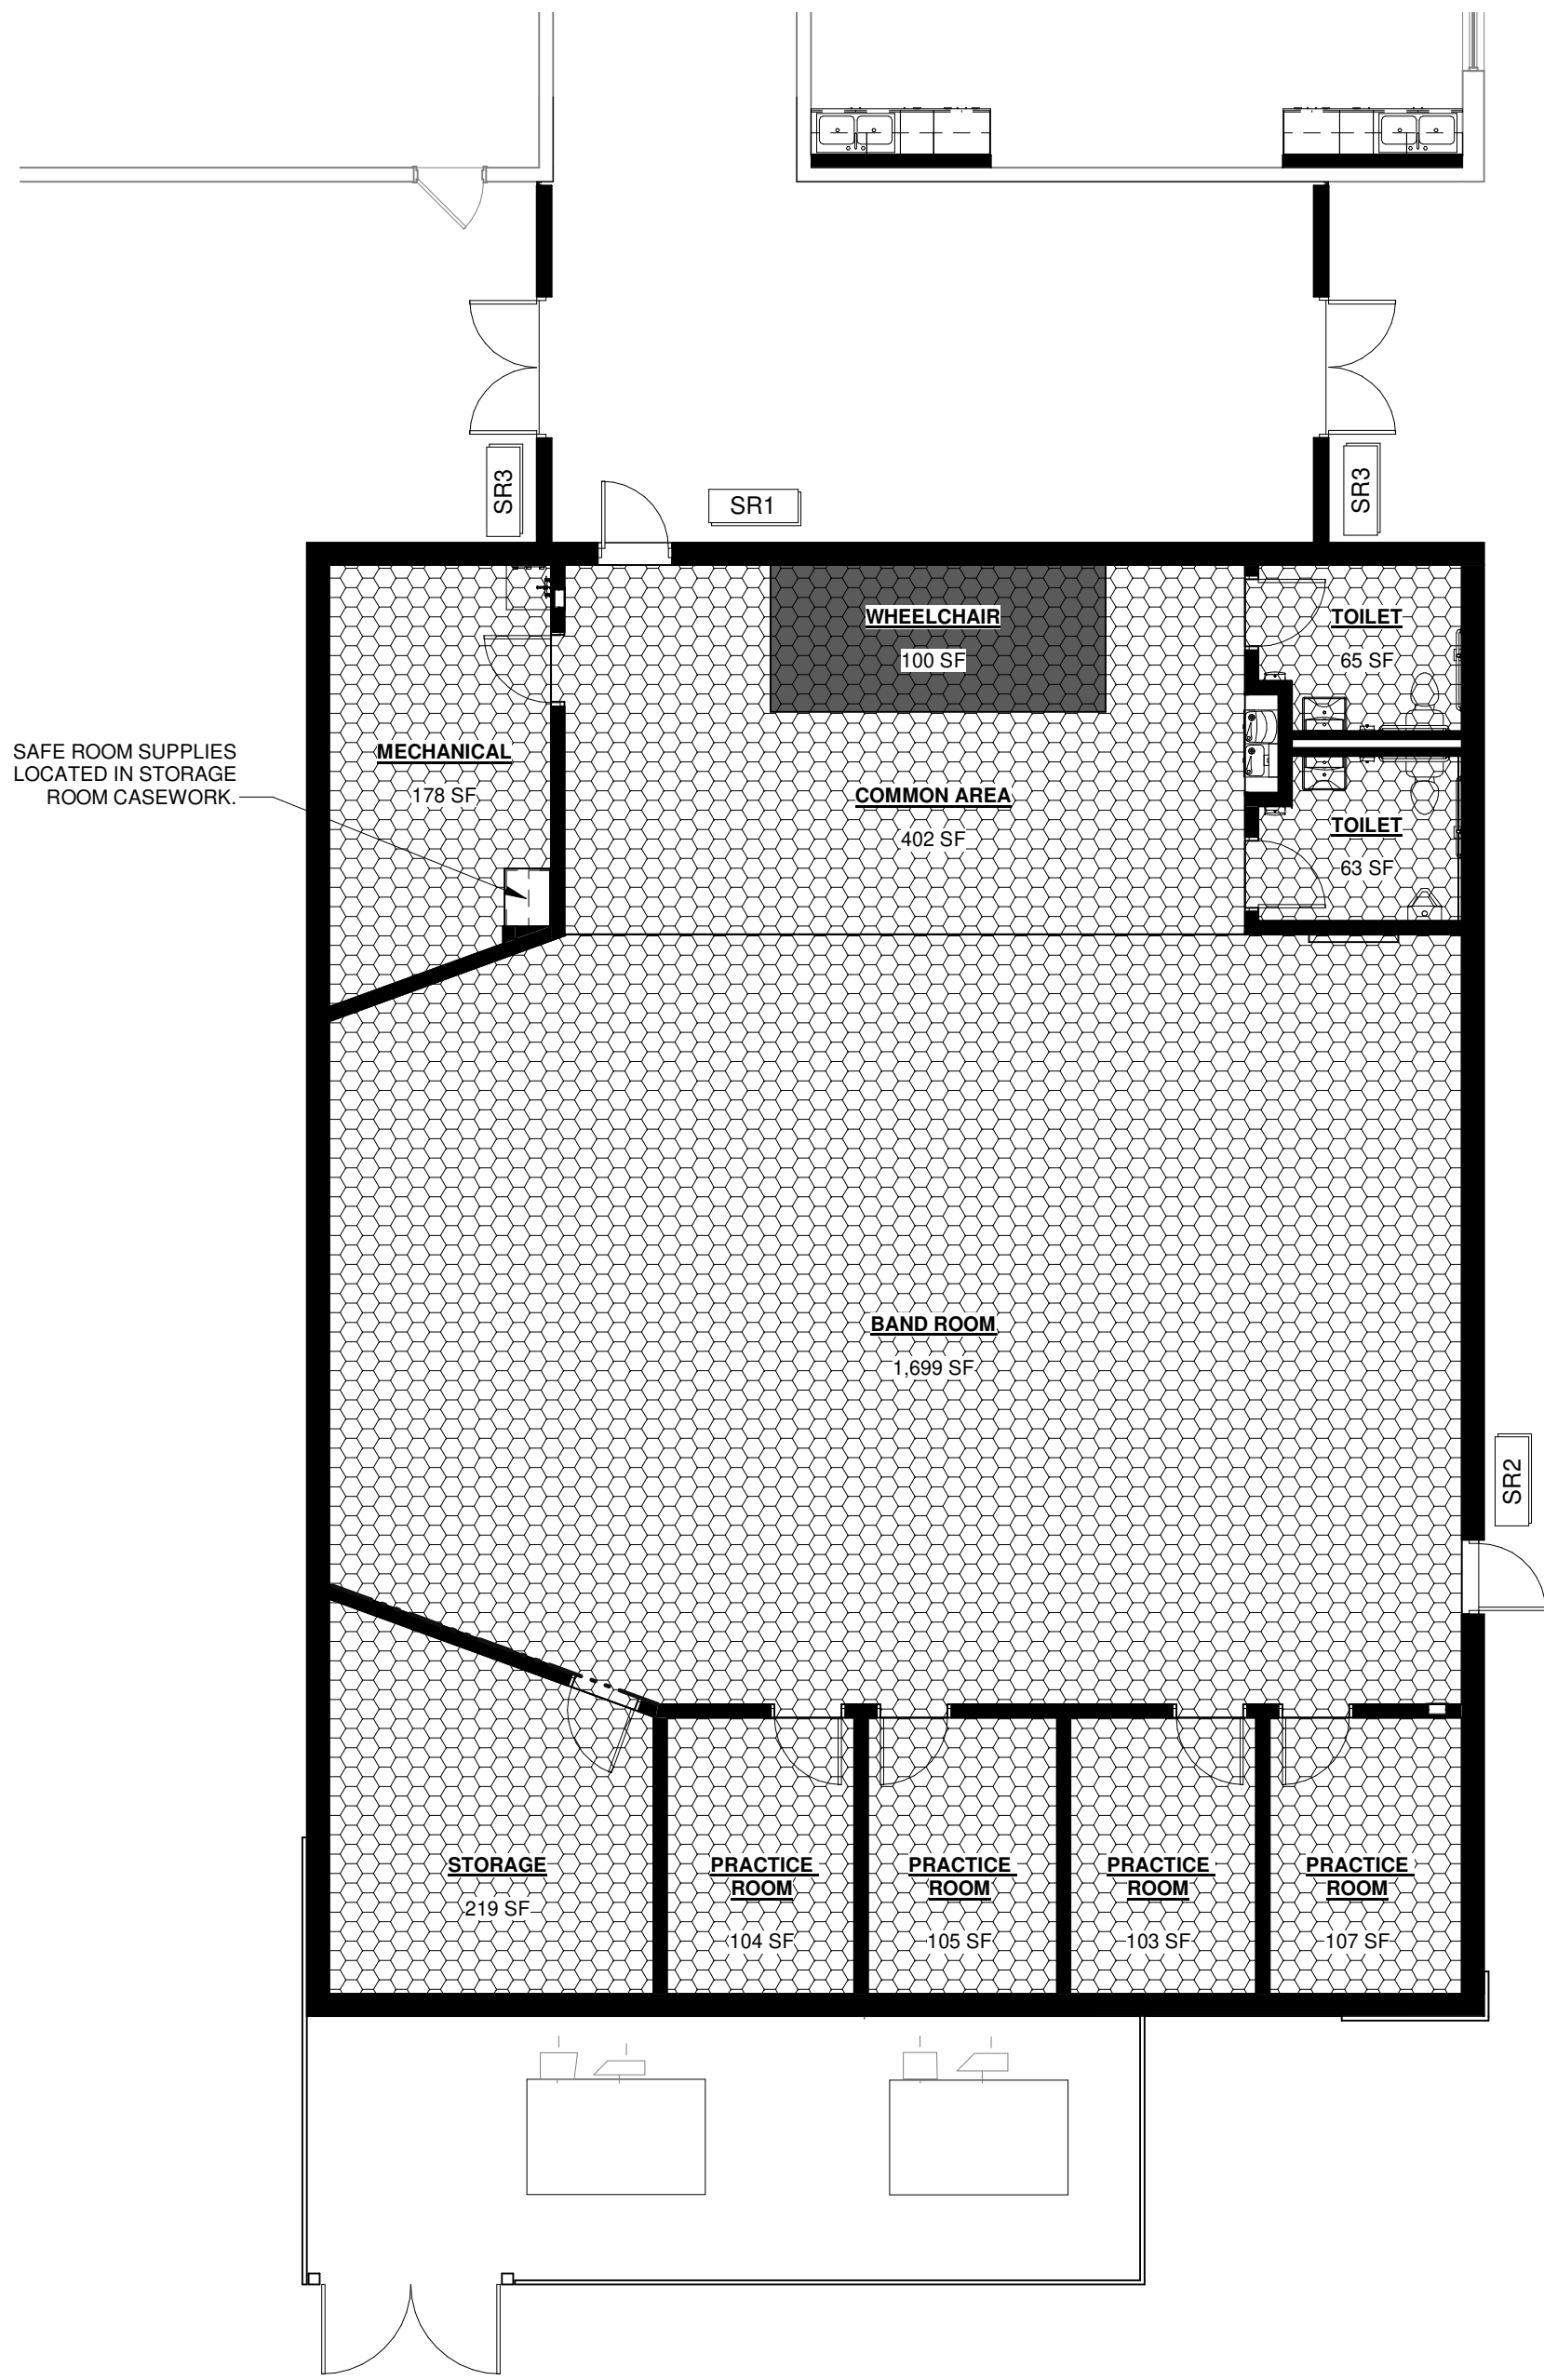 SR3
SR1
SR3
WHEELCHAIR
100 SF
TOILET
65 SF
SAFE ROOM SUPPLIES
LOCATED IN STORAGE
ROOM CASEWORK.
MECHANICAL
178 SF
COMMON AREA
402 SF
TOILET
63 SF
BAND ROOM
1,699 SF
SR2
STORAGE
219 SF
PRACTICE
ROOM
104 SF
PRACTICE
ROOM
105 SF
PRACTICE
ROOM
103 SF
PRACTICE
ROOM
107 SF